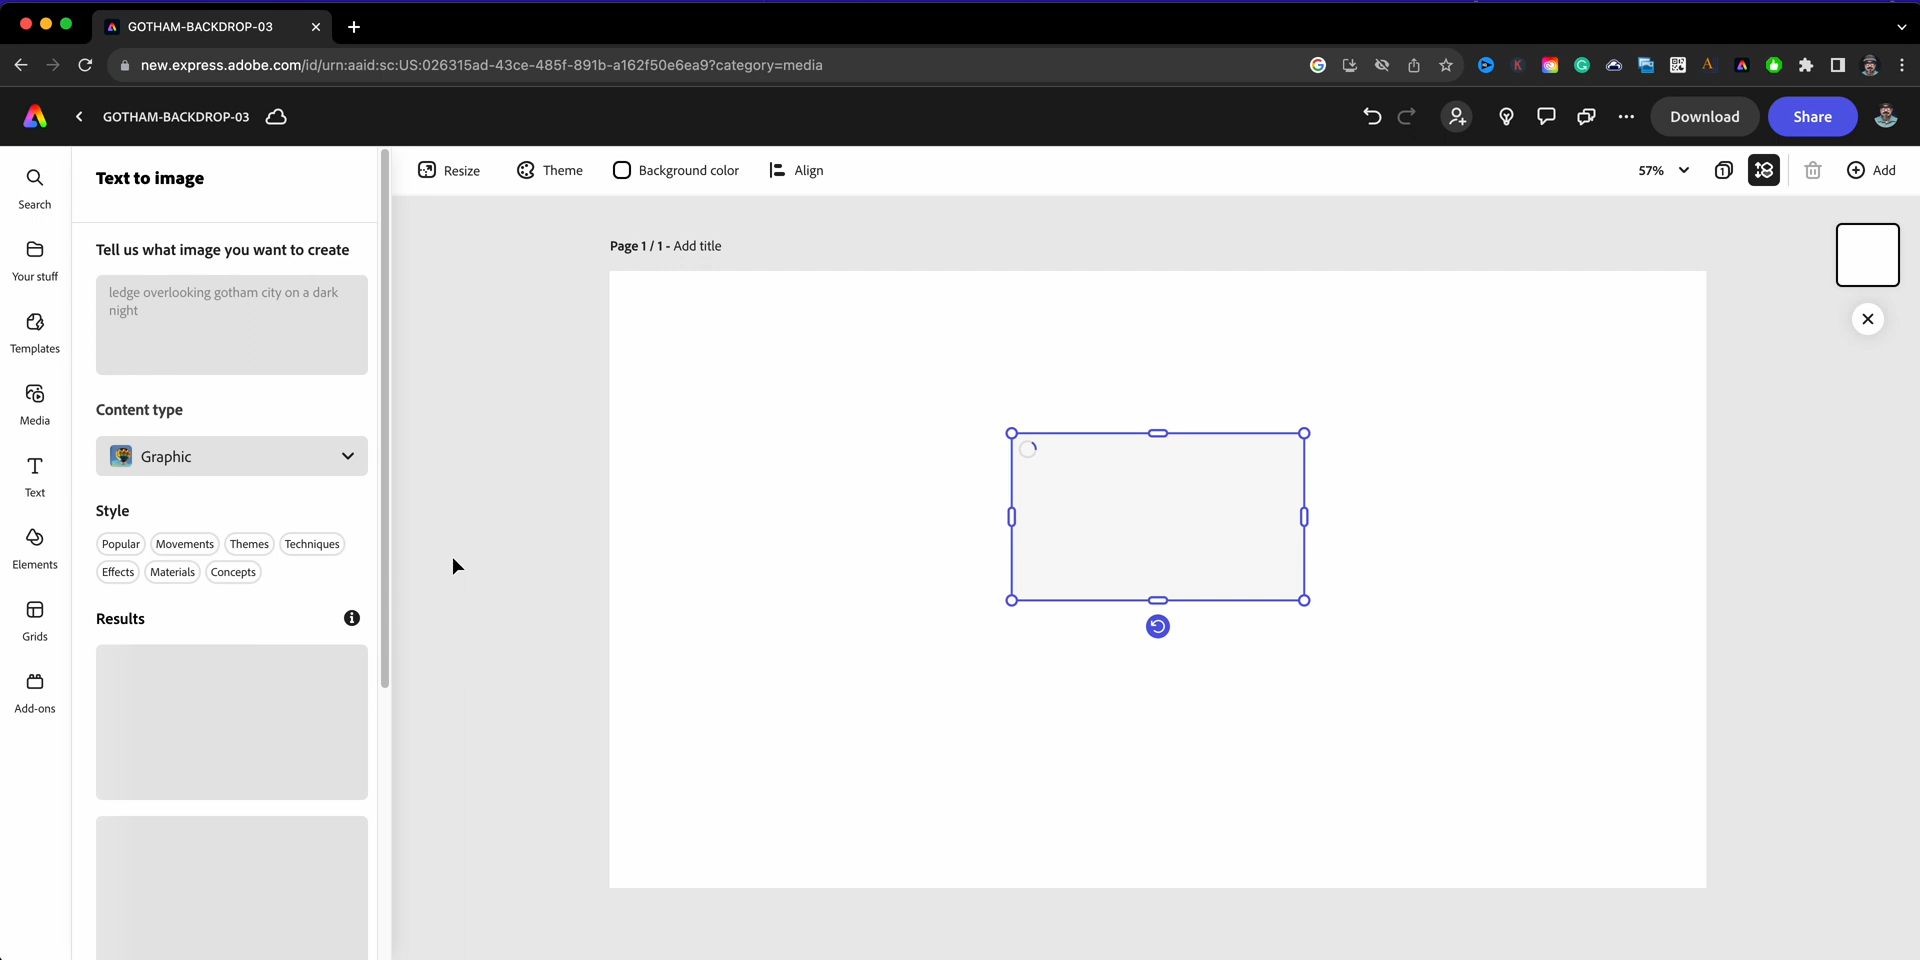 GOTHAM-BACKDROP-03
new.express.adobe.com/id/urn:aaid:sc:US:026315ad-43ce-485f-891b-a162f50e6ea9?category=media
GOTHAM-BACKDROP-03
Download
Share
Search
Your stuff
Templates
Media
Text
Elements
Grids
Add-ons
Text to image
Tell us what image you want to create
ledge overlooking gotham city on a dark
night
Content type
Graphic
Style
Popular
Movements
Themes
Techniques
Effects
Materials
Concepts
Results
Resize
Theme
Background color
Align
57%
1
Add
Page 1 / 1 - Add title